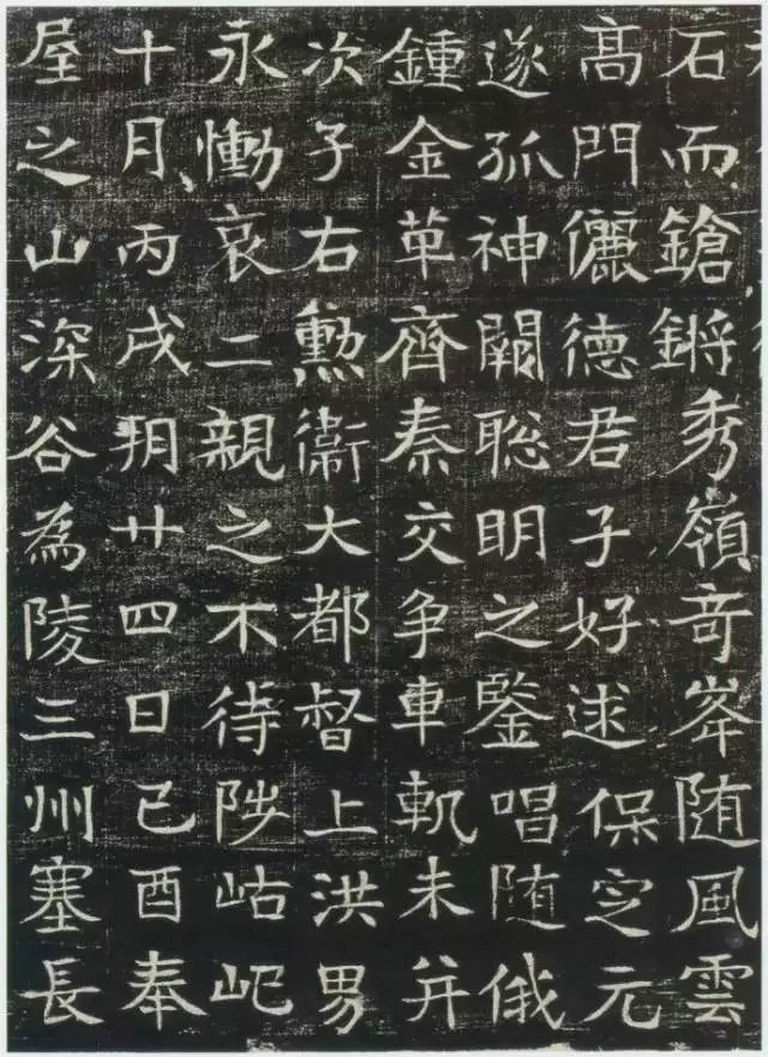 石而鎗鏘秀嶺奇峯随風雲
高門儷德君子好逑保定元
遂孤神闕聡明之鑒唱随俄
鍾金革齊秦交争車軌未并
次子右勲衛大都督上洪男
永慟哀二親之不待陟岵屺
十月丙戌朔廿四日己酉奉
屋之山深谷為陵三州塞長